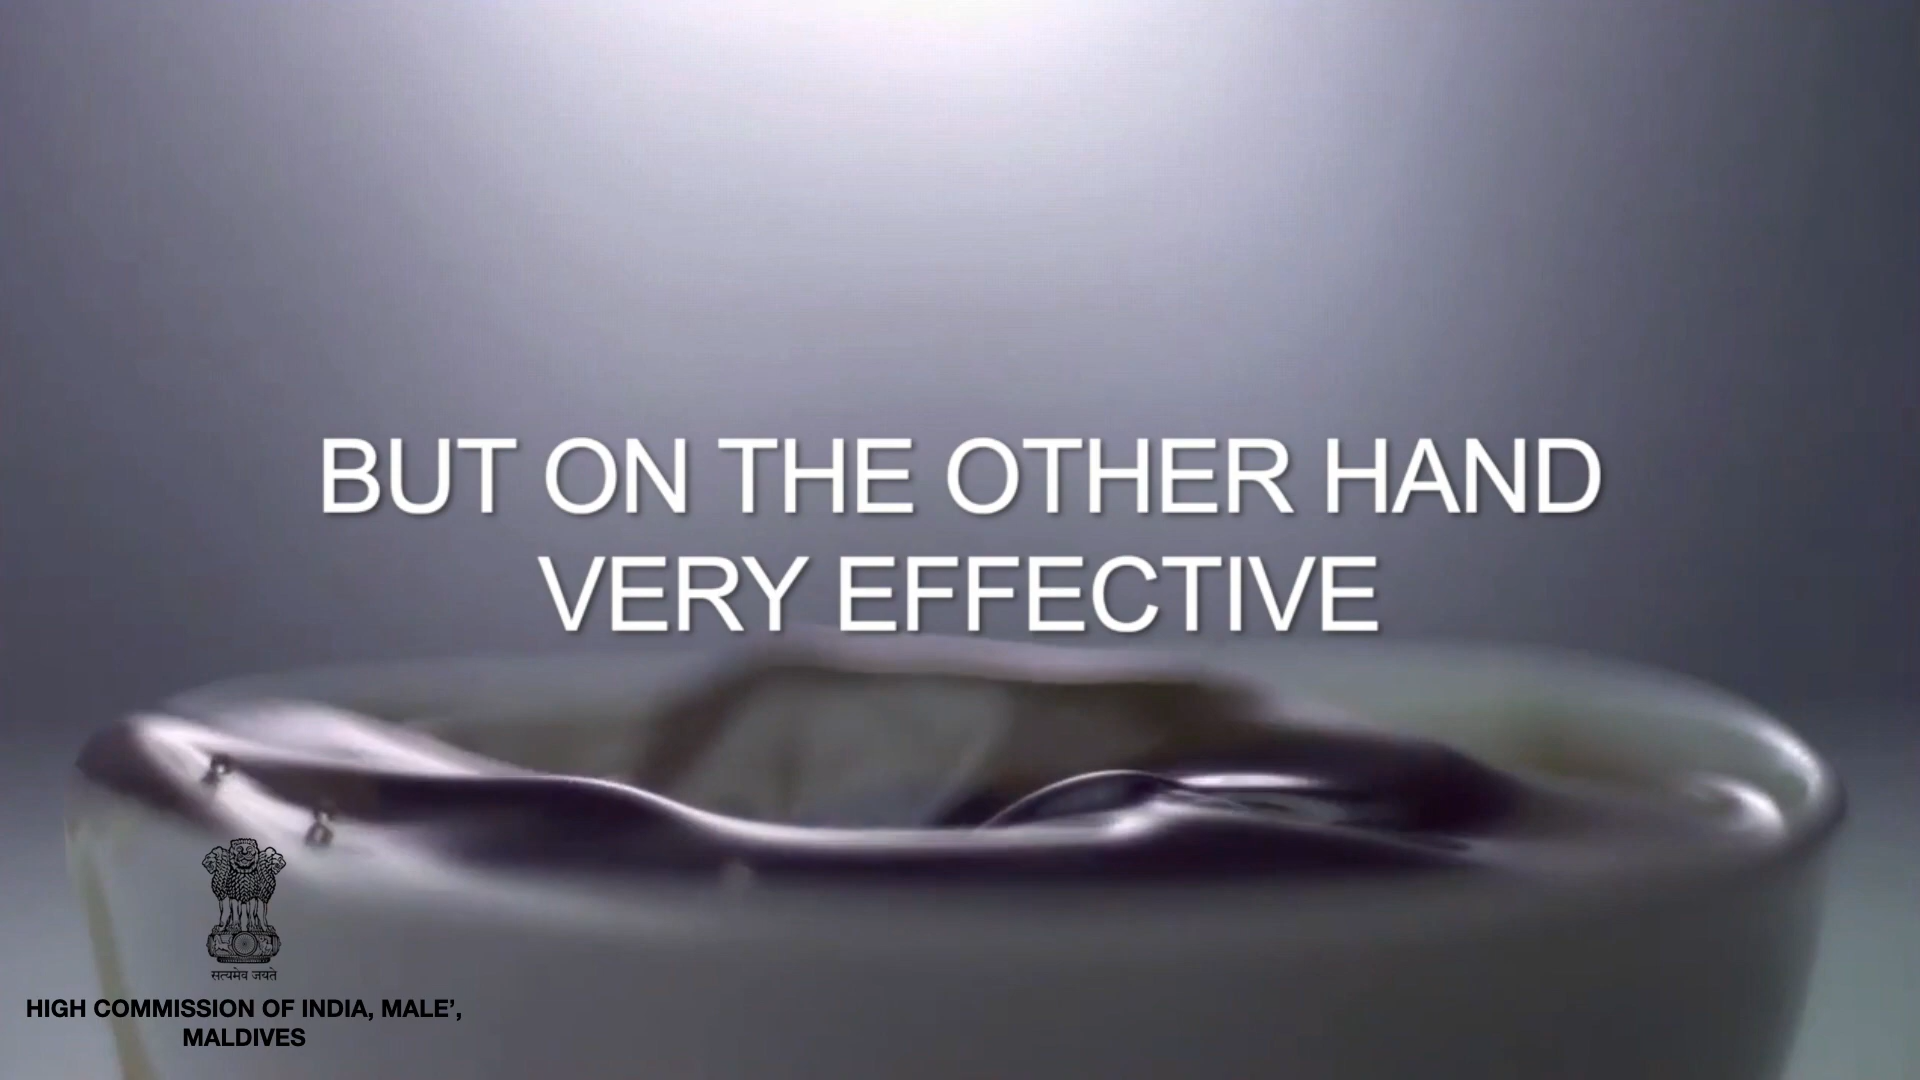 BUT ON THE OTHER HAND
VERY EFFECTIVE
सत्यमेव जयते
HIGH COMMISSION OF INDIA, MALE’,
MALDIVES